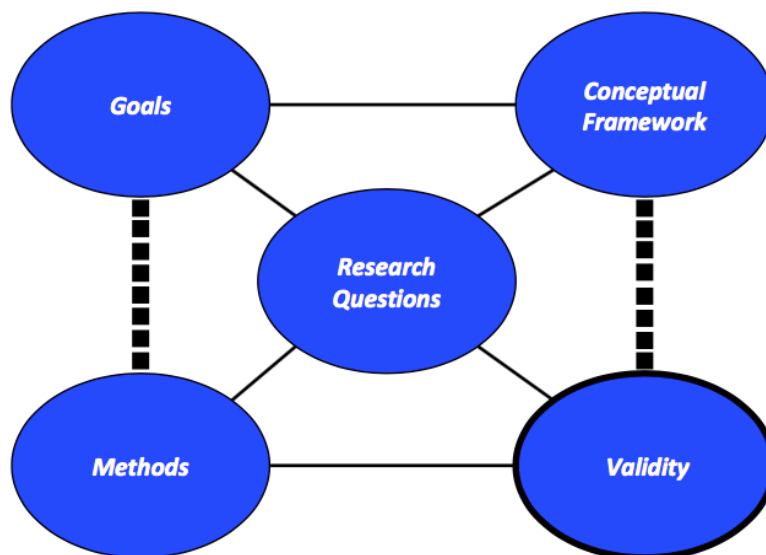 Goals
Conceptual
Framework
Research
Questions
Methods
Validity